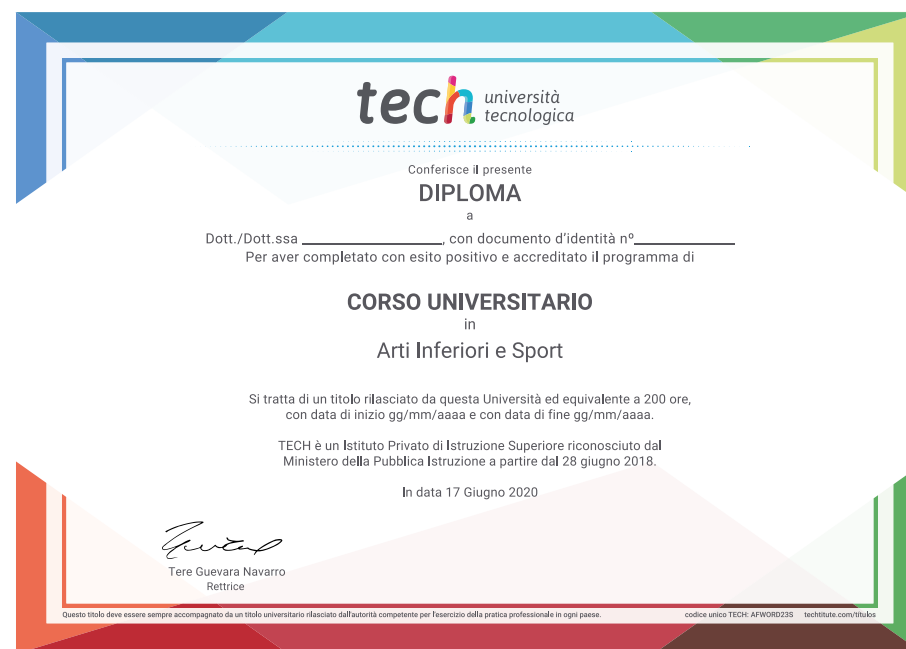 tech università
tecnologica
Conferisce il presente
DIPLOMA
a
Dott./Dott.ssa ____________________, con documento d'identità nº______________
Per aver completato con esito positivo e accreditato il programma di
CORSO UNIVERSITARIO
in
Arti Inferiori e Sport
Si tratta di un titolo rilasciato da questa Università ed equivalente a 200 ore,
con data di inizio gg/mm/aaaa e con data di fine gg/mm/aaaa.
TECH è un Istituto Privato di Istruzione Superiore riconosciuto dal
Ministero della Pubblica Istruzione a partire dal 28 giugno 2018.
In data 17 Giugno 2020
Tere Guevara Navarro
Rettrice
Questo titolo deve essere sempre accompagnato da un titolo universitario rilasciato dall'autorità competente per l'esercizio della pratica professionale in ogni paese. codice unico TECH: AFWORD23S techtitute.com/titulos